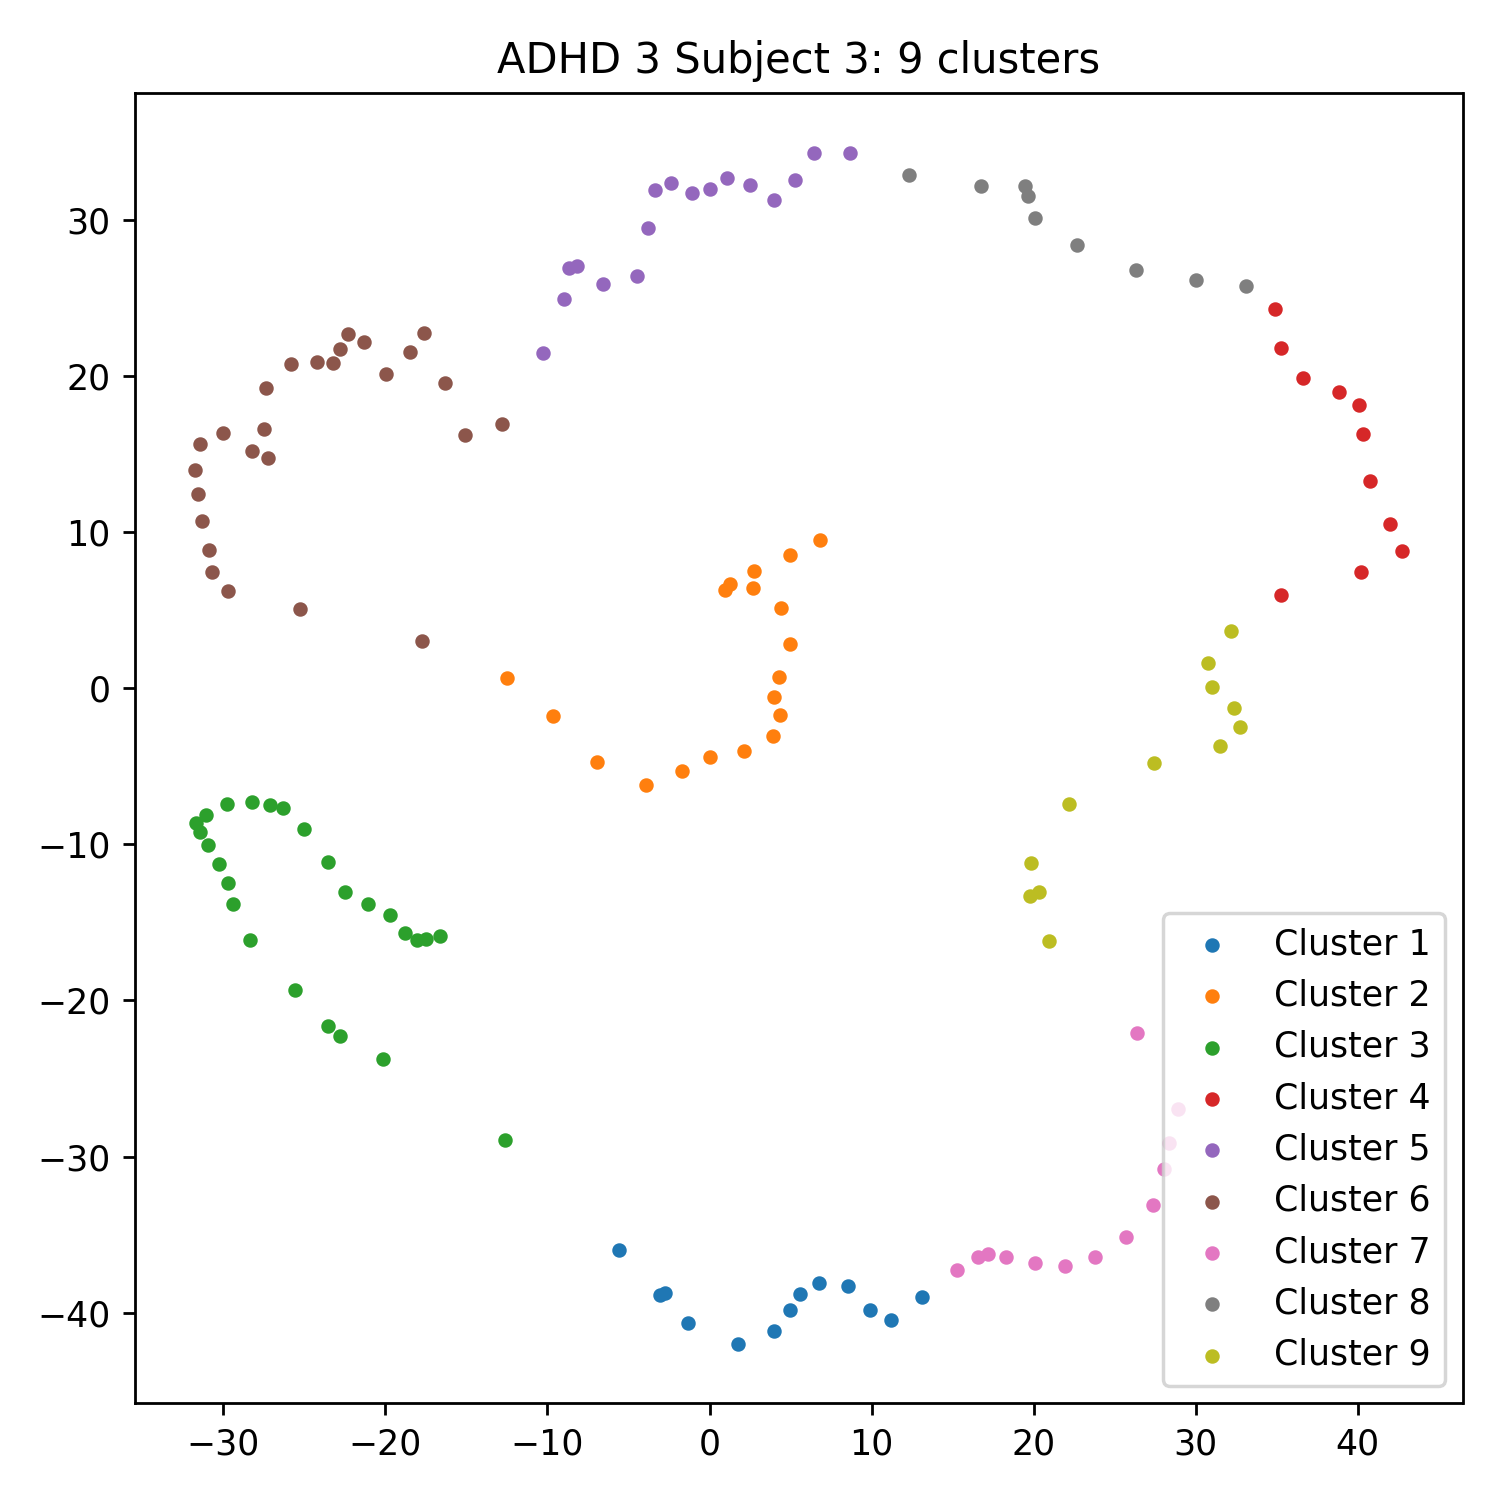 ADHD 3 Subject 3: 9 clusters
30
20
10
0
−10
−20
−30
−40
−30 −20 −10 0 10 20 30 40
Cluster 1
Cluster 2
Cluster 3
Cluster 4
Cluster 5
Cluster 6
Cluster 7
Cluster 8
Cluster 9